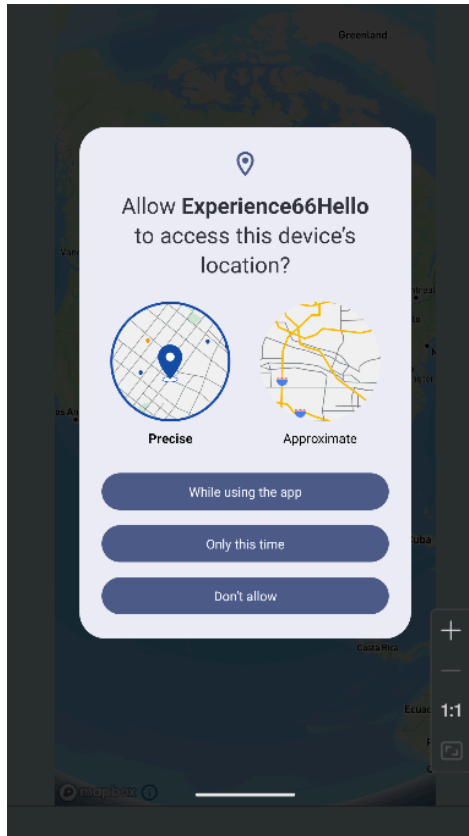 Greenland
Allow Experience66Hello
to access this device's
location?
Precise
Approximate
While using the app
Only this time
Don't allow
Cuba
Costa Rica
1:1
mapbox